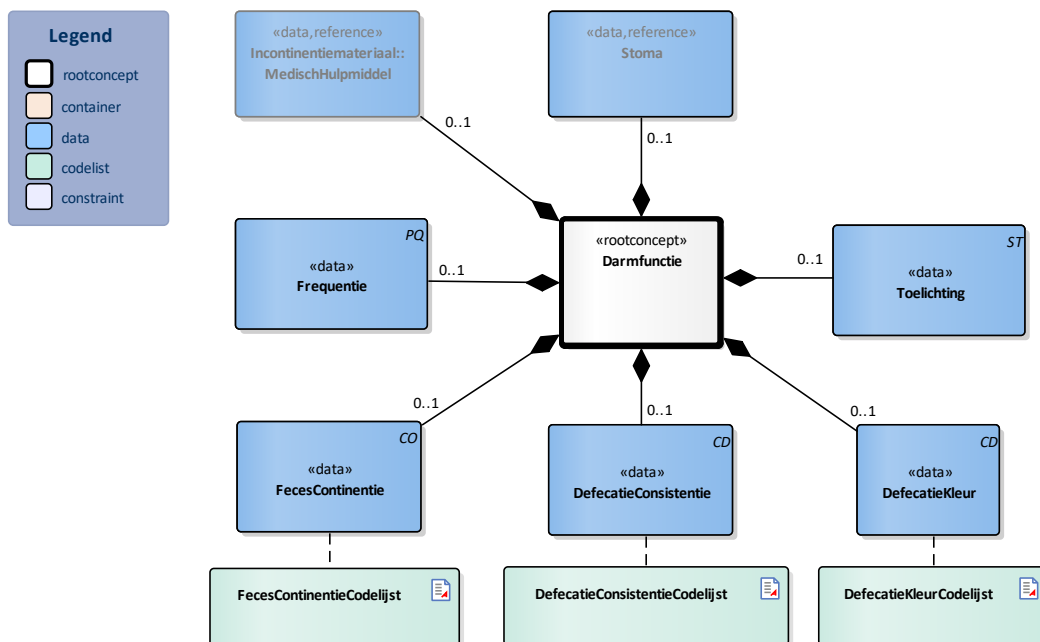 Legend
rootconcept
container
data
codelist
constraint
«data,reference»
Incontinentiemateriaal::
MedischHulpmiddel
«data,reference»
Stoma
0..1
0..1
PQ
«data»
Frequentie
0..1
«rootconcept»
Darmfunctie
0..1
ST
«data»
Toelichting
0..1
0..1
0..1
CO
«data»
FecesContinentie
CD
«data»
DefecatieConsistentie
CD
«data»
DefecatieKleur
FecesContinentieCodelijst
DefecatieConsistentieCodelijst
DefecatieKleurCodelijst